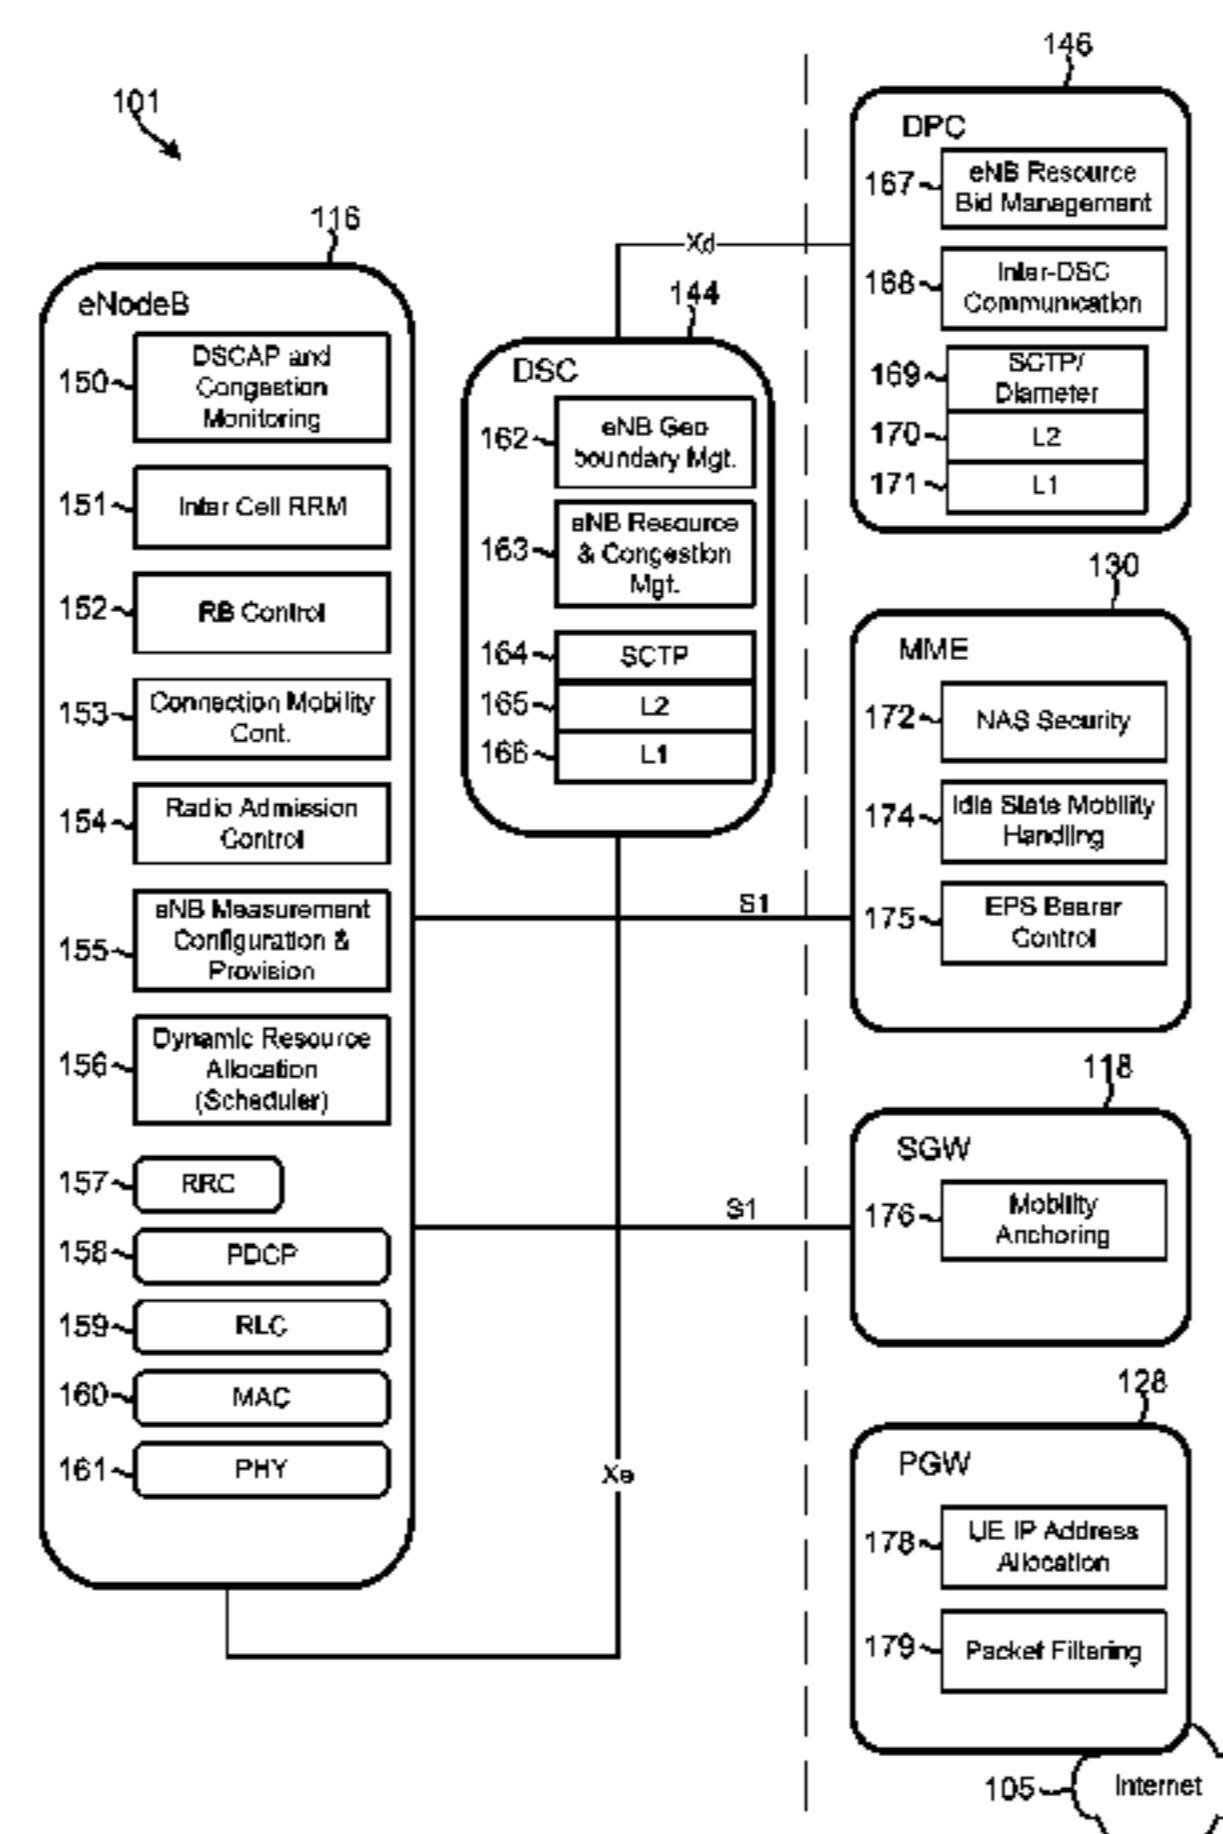 101
116
eNodeB
150
DSCAP and
Congestion
Monitoring
151
Inter Cell RRM
152
RB Control
153
Connection Mobility
Cont.
154
Radio Admission
Control
155
eNB Measurement
Configuration &
Provision
156
Dynamic Resource
Allocation
(Scheduler)
157
RRC
158
PDCP
159
RLC
160
MAC
161
PHY
Xd
144
DSC
162
eNB Geo
boundary Mgt.
163
eNB Resource
& Congestion
Mgt.
164
SCTP
165
L2
166
L1
S1
S1
Xe
146
DPC
167
eNB Resource
Bid Management
168
Inter-DSC
Communication
169
SCTP/
Diameter
170
L2
171
L1
130
MME
172
NAS Security
174
Idle State Mobility
Handling
175
EPS Bearer
Control
118
SGW
176
Mobility
Anchoring
128
PGW
178
UE IP Address
Allocation
179
Packet Filtering
105
Internet